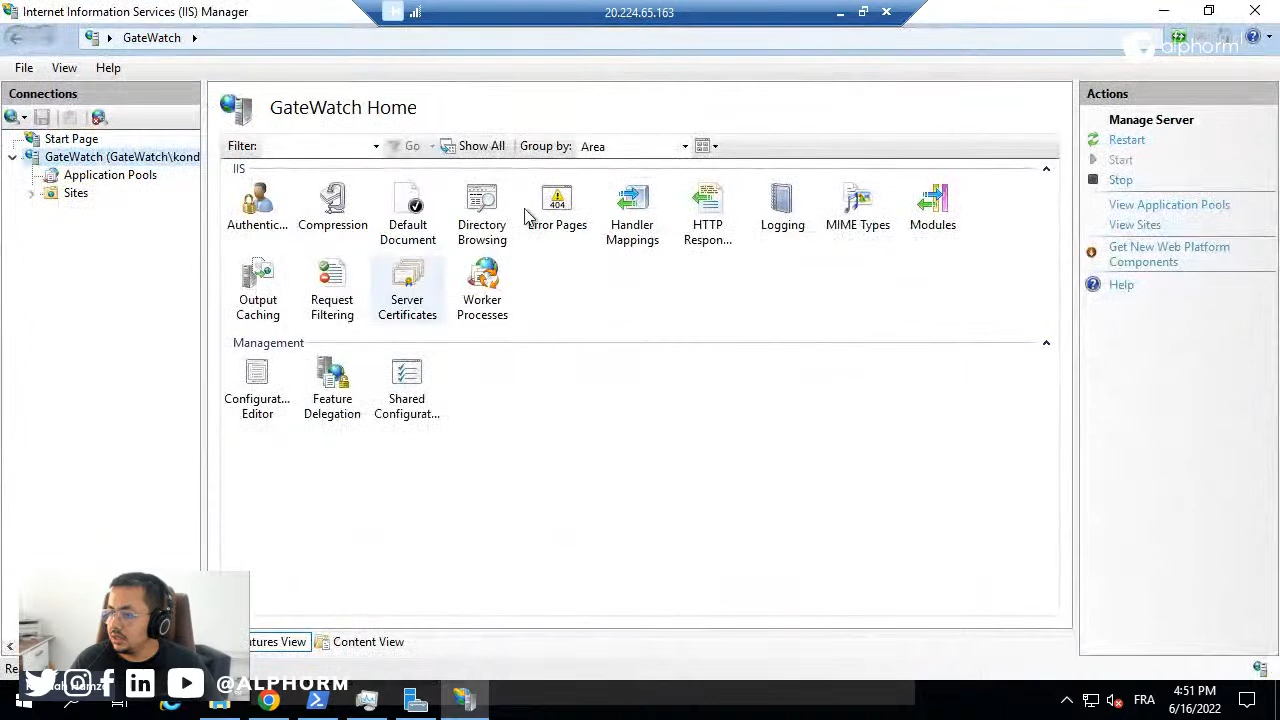 Internet Information Services (IIS) Manager
20.224.65.163
GateWatch
alphorm
File View Help
Connections
Start Page
GateWatch (GateWatch\kond
Application Pools
Sites
GateWatch Home
Filter: Go Show All Group by: Area
IIS
Authentic...
Compression
Default Document
Directory Browsing
Error Pages
Handler Mappings
HTTP Respon...
Logging
MIME Types
Modules
Output Caching
Request Filtering
Server Certificates
Worker Processes
Management
Configurat... Editor
Feature Delegation
Shared Configurat...
Actions
Manage Server
Restart
Start
Stop
View Application Pools
View Sites
Get New Web Platform
Components
Help
Content View
@ALPHORM
FRA
4:51 PM
6/16/2022